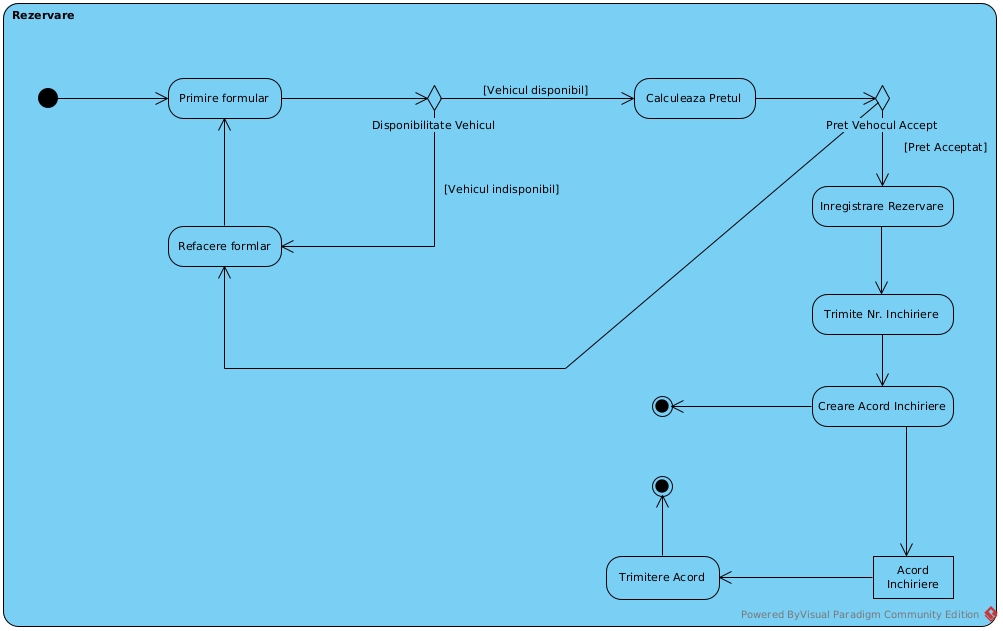 Rezervare
Primire formular
[Vehicul disponibil]
Calculeaza Pretul
Disponibilitate Vehicul
Pret Vehocul Accept
[Pret Acceptat]
[Vehicul indisponibil]
Inregistrare Rezervare
Refacere formlar
Trimite Nr. Inchiriere
Creare Acord Inchiriere
Trimitere Acord
Acord
Inchiriere
Powered ByVisual Paradigm Community Edition